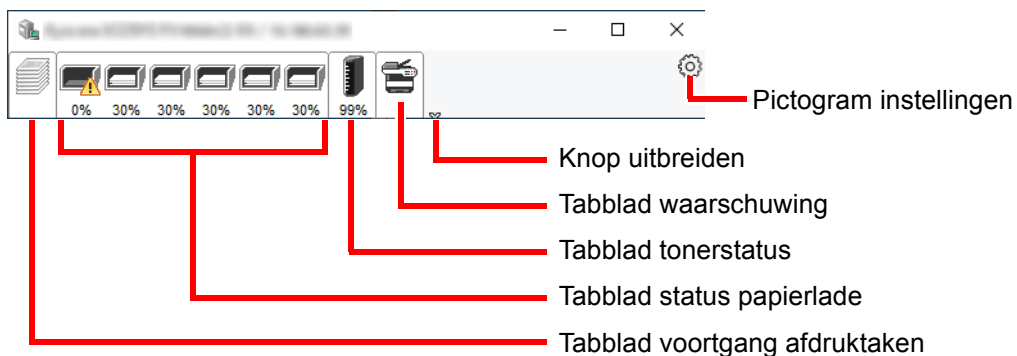 0% 30% 30% 30% 30% 30% 99%
Pictogram instellingen
Knop uitbreiden
Tabblad waarschuwing
Tabblad tonerstatus
Tabblad status papierlade
Tabblad voortgang afdruktaken